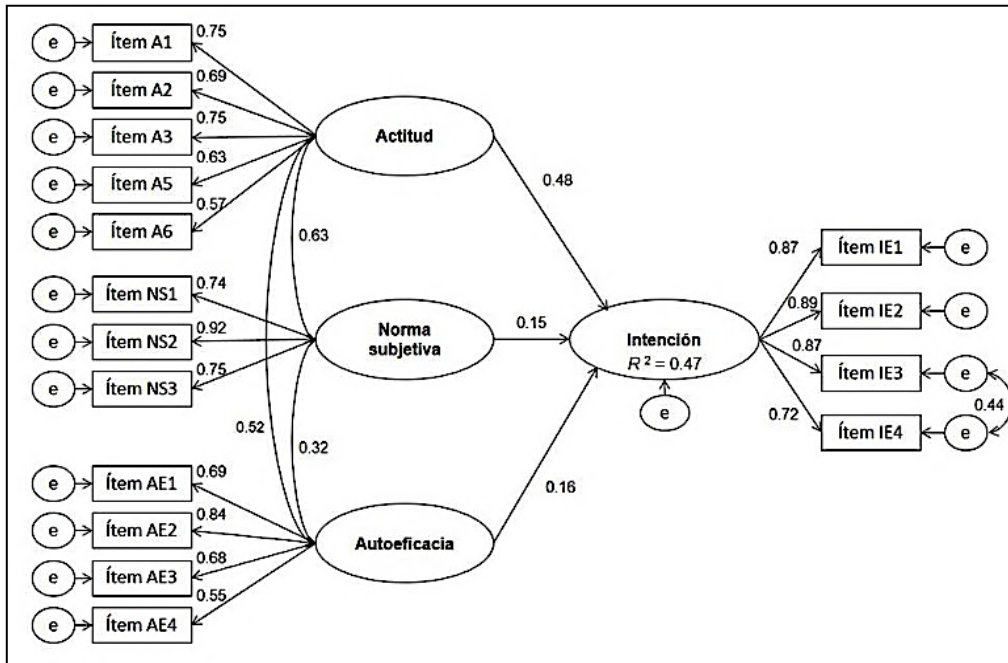 e
Ítem A1
0.75
e
Ítem A2
0.69
e
Ítem A3
0.75
e
Ítem A5
0.63
e
Ítem A6
0.57
Actitud
0.48
0.63
e
Ítem NS1
0.74
e
Ítem NS2
0.92
e
Ítem NS3
0.75
Norma
subjetiva
0.15
0.52
0.32
e
Ítem AE1
0.69
e
Ítem AE2
0.84
e
Ítem AE3
0.68
e
Ítem AE4
0.55
Autoeficacia
0.16
Intención
R² = 0.47
e
0.87
Ítem IE1
e
0.89
Ítem IE2
e
0.87
Ítem IE3
e
0.72
Ítem IE4
e
0.44